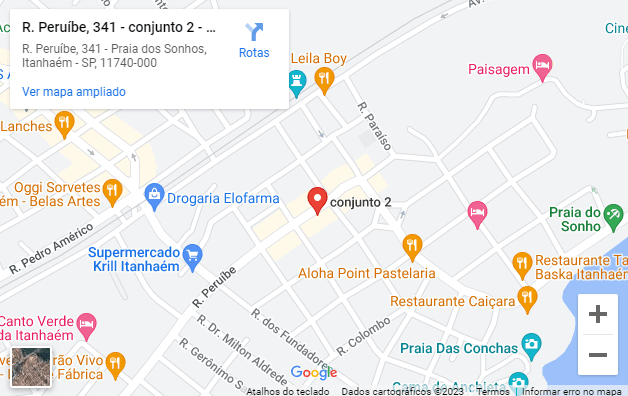 R. Peruíbe, 341 - conjunto 2 - ...
R. Peruíbe, 341 - Praia dos Sonhos,
Itanhaém - SP, 11740-000
Rotas
Ver mapa ampliado
Cine
Leila Boy
Paisagem
Lanches
R. Paraíso
Oggi Sorvetes
ém - Belas Artes
Drogaria Elofarma
conjunto 2
Praia do
Sonho
R. Pedro Américo
Supermercado
Krill Itanhaém
R. Peruíbe
Aloha Point Pastelaria
Restaurante Ta
Baska Itanhaém
Restaurante Caiçara
Canto Verde
da Itanhaém
R. Dr. Milton Aldrede
R. dos Fundadores
R. Colombo
Praia Das Conchas
rão Vivo
Fábrica
R. Gerônimo S
Google
Cama de Anchieta
Atalhos do teclado
Dados cartográficos ©2023
Termos
Informar erro no mapa